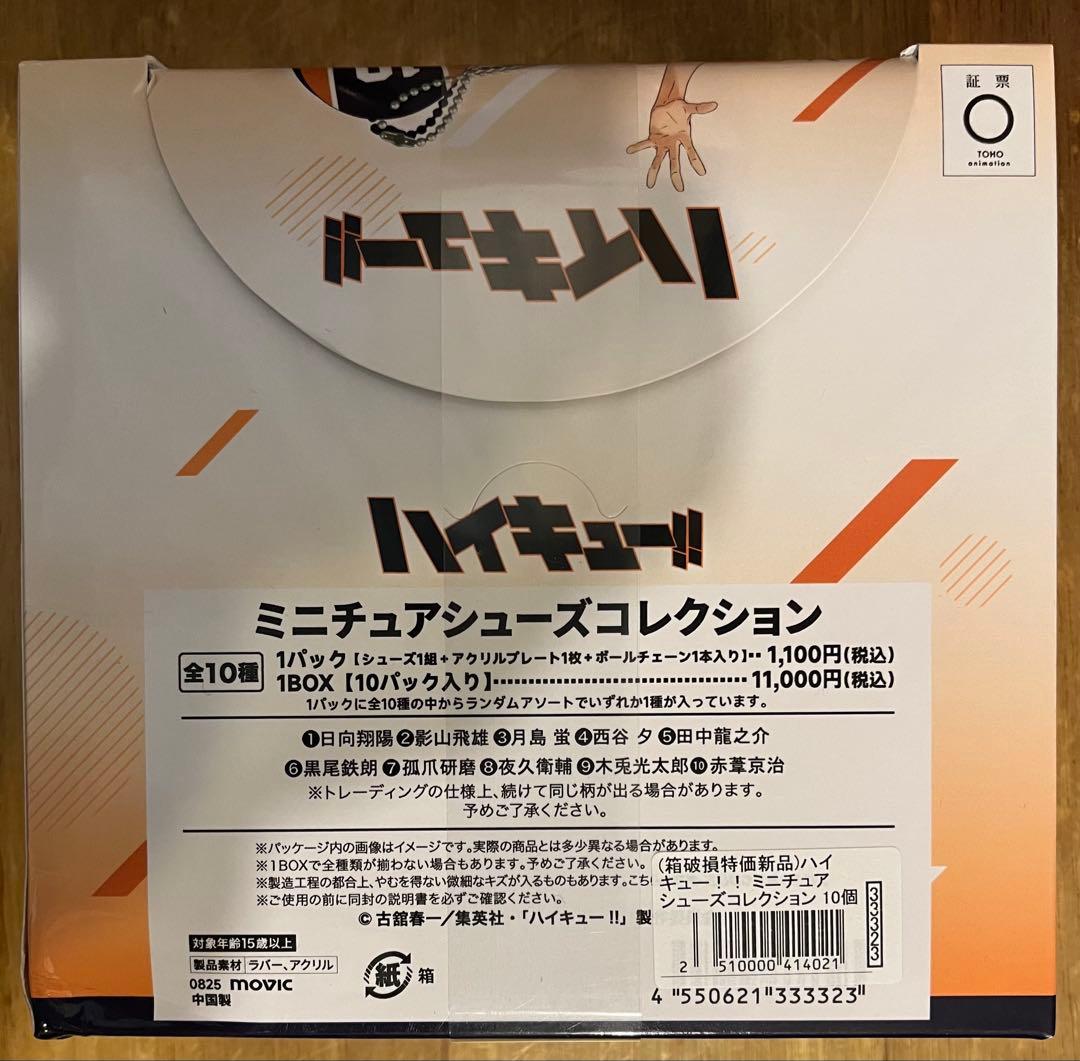 証 票
TOHO
animation
ハイキュー!!
ハイキュー!!
ミニチュアシューズコレクション
全10種
1パック【シューズ1組+アクリルプレート1枚+ボールチェーン1本入り】‥1,100円(税込)
1BOX【10パック入り】‥‥‥‥‥‥‥‥‥‥‥‥‥‥‥‥11,000円(税込)
1パックに全10種の中からランダムアソートでいずれか1種が入っています。
❶日向翔陽❷影山飛雄❸月島 蛍❹西谷 夕❺田中龍之介
❻黒尾鉄朗❼孤爪研磨❽夜久衛輔❾木兎光太郎❿赤葦京治
※トレーディングの仕様上、続けて同じ柄が出る場合があります。
予めご了承ください。
※パッケージ内の画像はイメージです。実際の商品とは多少異なる場合があります。
※1BOXで全種類が揃わない場合もあります。予めご了承ください。
※製造工程の都合上、やむを得ない微細なキズが入るものもあります。こち
※ご使用の前に同封の説明書を必ずご確認ください。
©古舘春一/集英社・「ハイキュー!!」製
対象年齢15歳以上
製品素材 ラバー、アクリル
0825 movic
中国製
紙 箱
(箱破損特価新品)ハイ
キュー!! ミニチュア
シューズコレクション 10個
33323
2 510000 414021
4 "550621"333323"